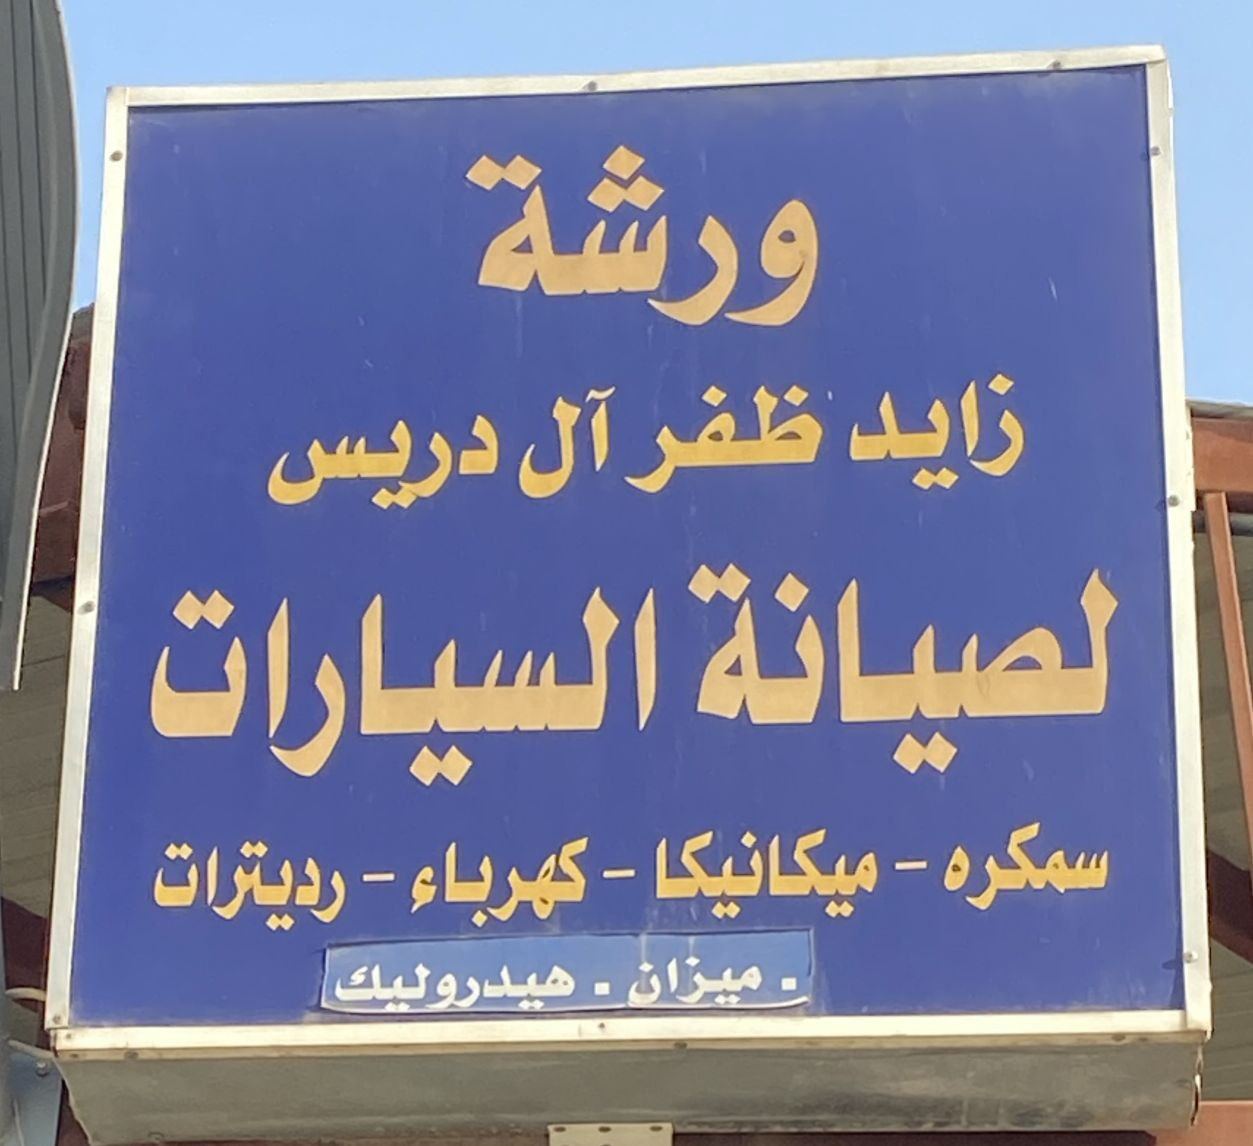 ورشة
زايد ظفر آل دريس
لصيانة السيارات
سمكره - ميكانيكا - كهرباء - رديترات
. ميزان . هيدروليك